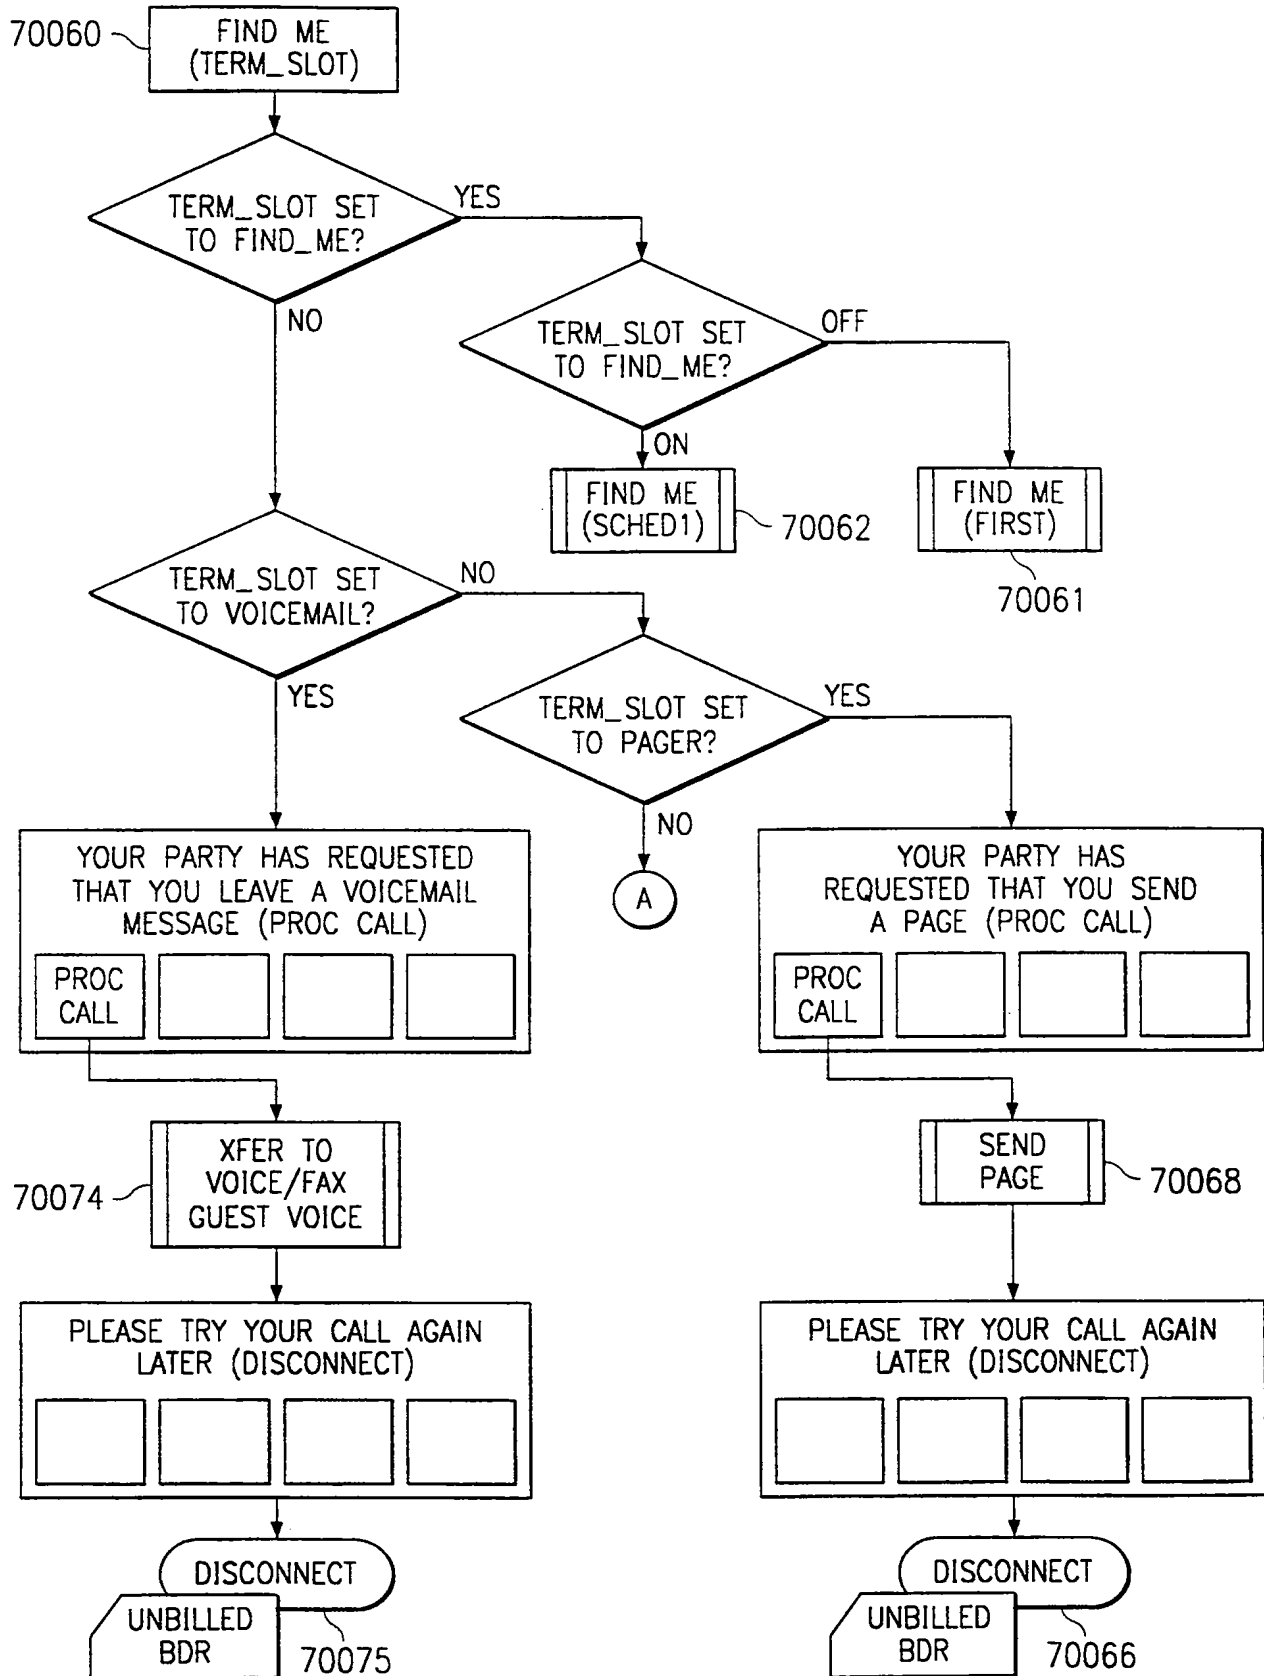 70060
FIND ME
(TERM_SLOT)
TERM_SLOT SET
TO FIND_ME?
YES
NO
TERM_SLOT SET
TO FIND_ME?
OFF
ON
FIND ME
(SCHED1)
70062
FIND ME
(FIRST)
70061
TERM_SLOT SET
TO VOICEMAIL?
NO
YES
TERM_SLOT SET
TO PAGER?
YES
NO
A
YOUR PARTY HAS REQUESTED
THAT YOU LEAVE A VOICEMAIL
MESSAGE (PROC CALL)
PROC
CALL
YOUR PARTY HAS
REQUESTED THAT YOU SEND
A PAGE (PROC CALL)
PROC
CALL
70074
XFER TO
VOICE/FAX
GUEST VOICE
SEND
PAGE
70068
PLEASE TRY YOUR CALL AGAIN
LATER (DISCONNECT)
PLEASE TRY YOUR CALL AGAIN
LATER (DISCONNECT)
DISCONNECT
UNBILLED
BDR
70075
DISCONNECT
UNBILLED
BDR
70066